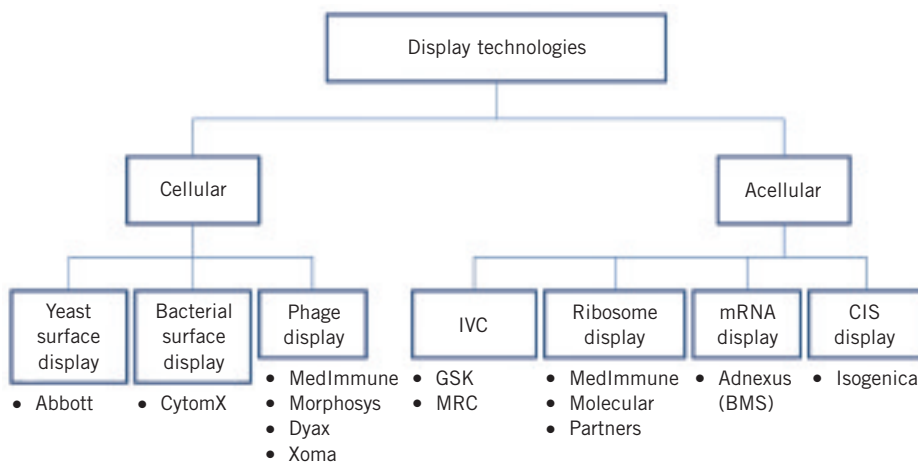 Display technologies
Cellular
Acellular
Yeast
surface
display
• Abbott
Bacterial
surface
display
• CytomX
Phage
display
• MedImmune
• Morphosys
• Dyax
• Xoma
IVC
• GSK
• MRC
Ribosome
display
• MedImmune
• Molecular
• Partners
mRNA
display
• Adnexus
(BMS)
CIS
display
• Isogenica